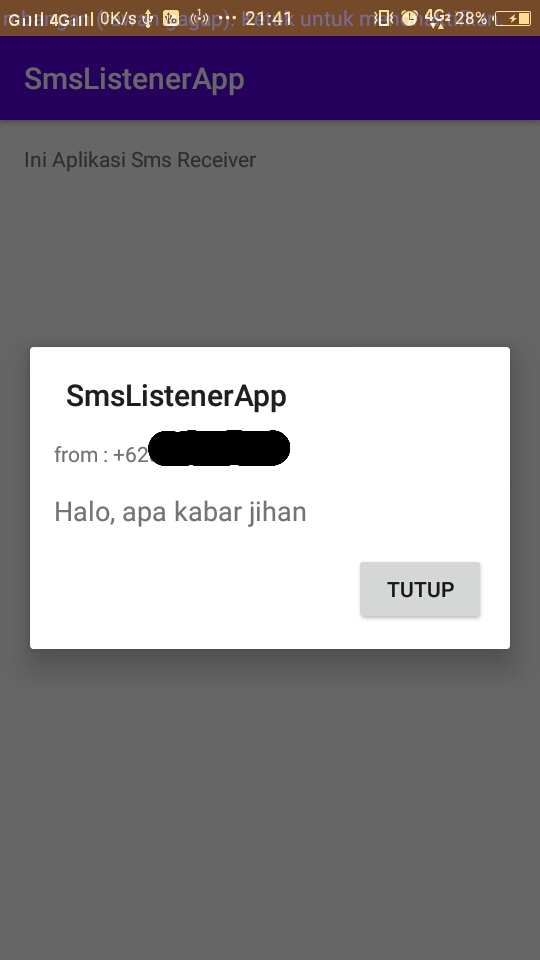 4G 0K/s 21:41 4G 28%
SmsListenerApp
Ini Aplikasi Sms Receiver
SmsListenerApp
from : +62
Halo, apa kabar jihan
TUTUP